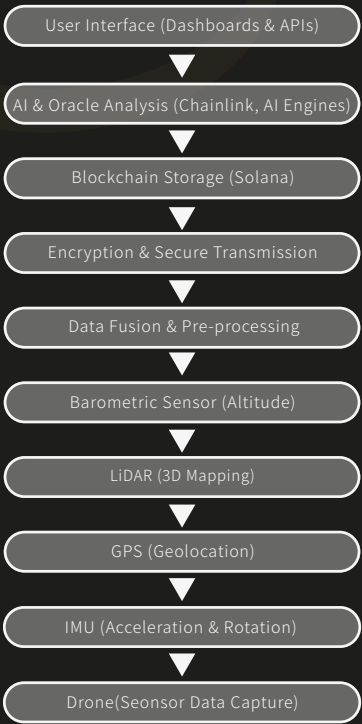 User Interface (Dashboards & APIs)
AI & Oracle Analysis (Chainlink, AI Engines)
Blockchain Storage (Solana)
Encryption & Secure Transmission
Data Fusion & Pre-processing
Barometric Sensor (Altitude)
LiDAR (3D Mapping)
GPS (Geolocation)
IMU (Acceleration & Rotation)
Drone(Seonsor Data Capture)